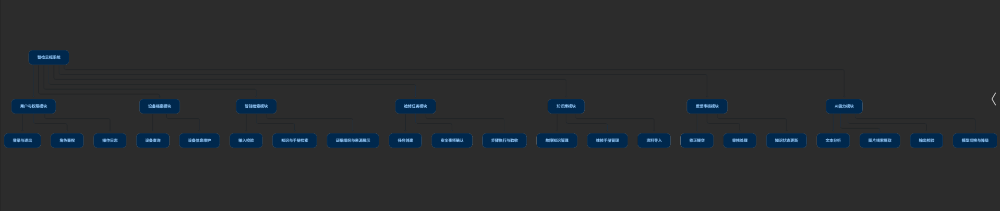 智检云枢系统
用户与权限模块
设备档案模块
智能检索模块
检修任务模块
知识库模块
反馈审核模块
AI能力模块
登录与退出
角色鉴权
操作日志
设备查询
设备信息维护
输入校验
知识与手册检索
证据组织与来源展示
任务创建
安全事项确认
步骤执行与验收
故障知识管理
维修手册管理
资料导入
修正提交
审核处理
知识状态更新
文本分析
图片线索提取
输出校验
模型切换与降级